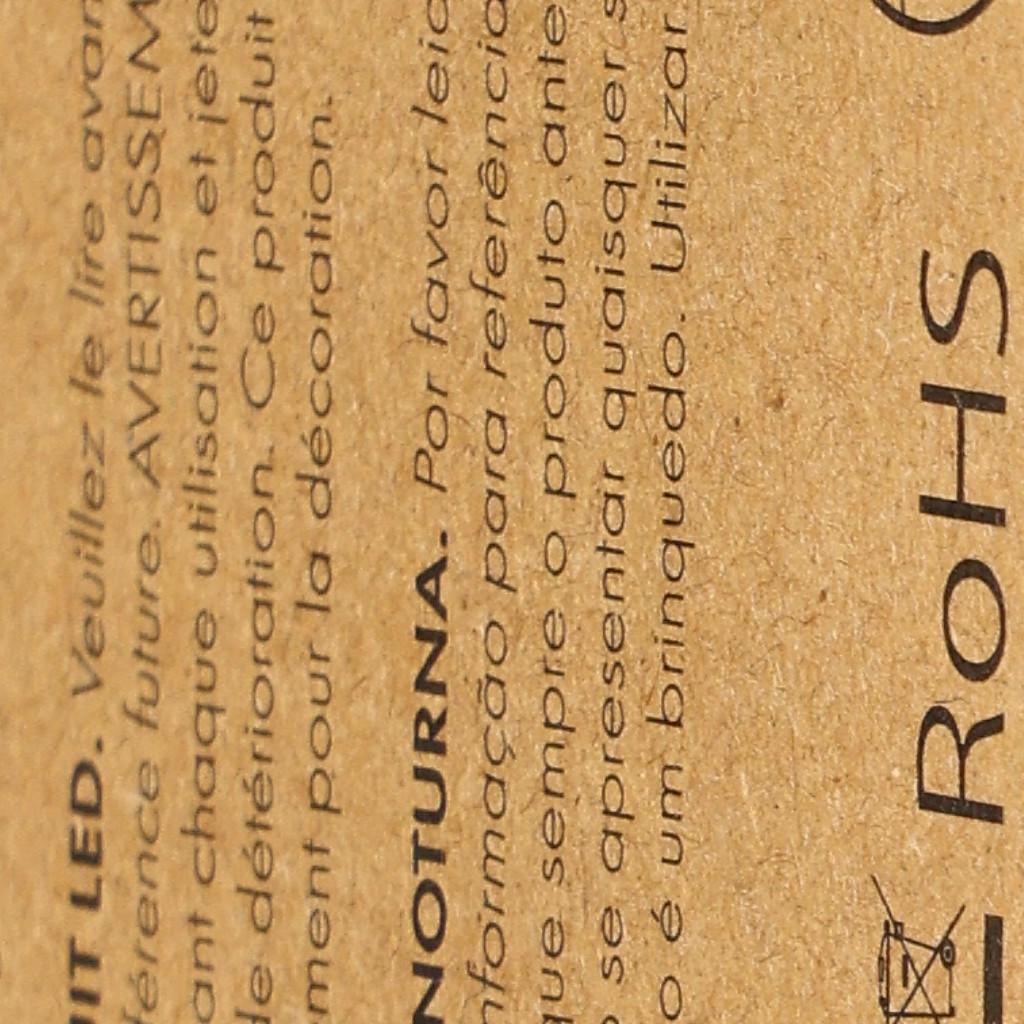 UIT LED. Veuillez le lire avan
férence future. AVERTISSEM
ant chaque utilisation et jete
de détérioration. Ce produit
ment pour la décoration.
NOTURNA. Por favor leia
nformação para referência
que sempre o produto ante
se apresentar quaisquer s
o é um brinquedo. Utilizar
RoHS